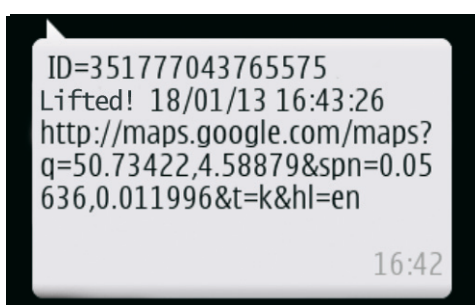 ID=351777043765575
Lifted! 18/01/13 16:43:26
http://maps.google.com/maps?
q=50.73422,4.58879&spn=0.05
636,0.011996&t=k&hl=en
16:42